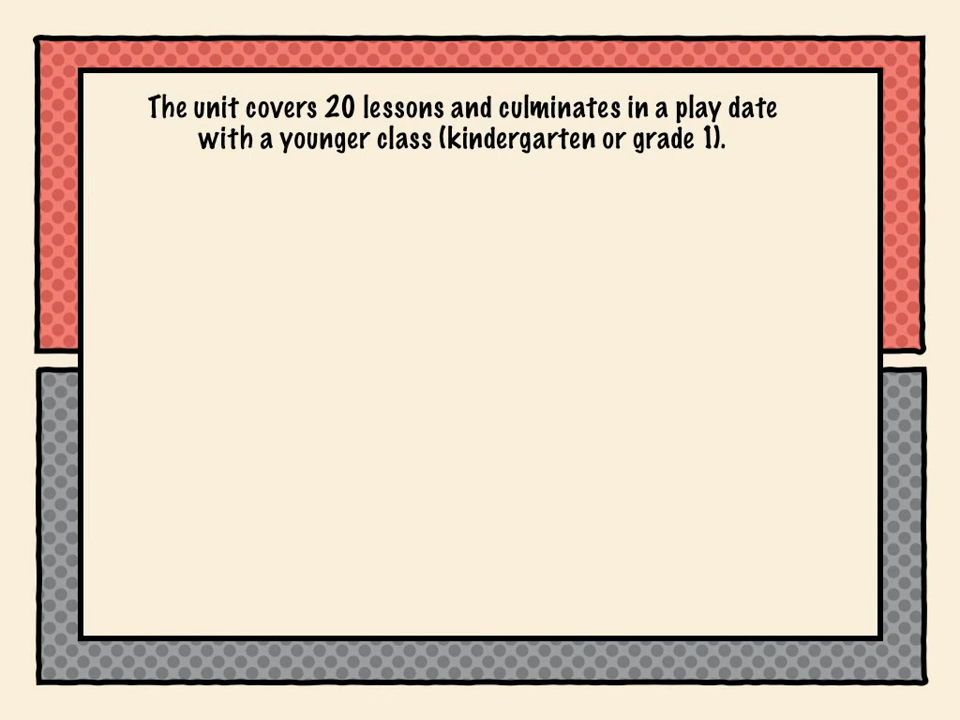 The unit covers 20 lessons and culminates in a play date
with a younger class (kindergarten or grade 1).